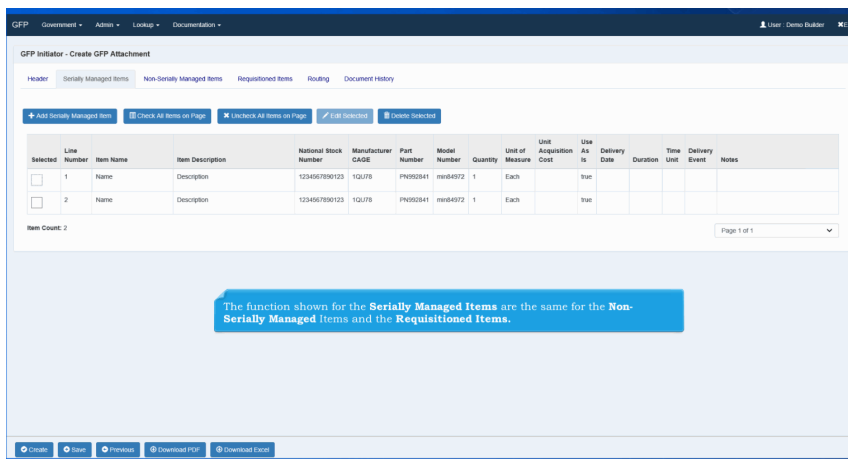 GFP Government Admin Lookup Documentation User : Demo Builder
GFP Initiator - Create GFP Attachment
Header Serially Managed Items Non-Serially Managed Items Requisitioned Items Routing Document History
Add Serially Managed Item Check All Items on Page Uncheck All Items on Page Edit Selected Delete Selected
Selected Line Number Item Name Item Description National Stock Number Manufacturer CAGE Part Number Model Number Quantity Unit of Measure Unit Acquisition Cost Use As Is Delivery Date Duration Time Unit Delivery Event Notes
1 Name Description 1234567890123 1QU78 PN992841 min84972 1 Each true
2 Name Description 1234567890123 1QU78 PN992841 min84972 1 Each true
Item Count: 2 Page 1 of 1
The function shown for the Serially Managed Items are the same for the Non-
Serially Managed Items and the Requisitioned Items.
Create Save Previous Download PDF Download Excel